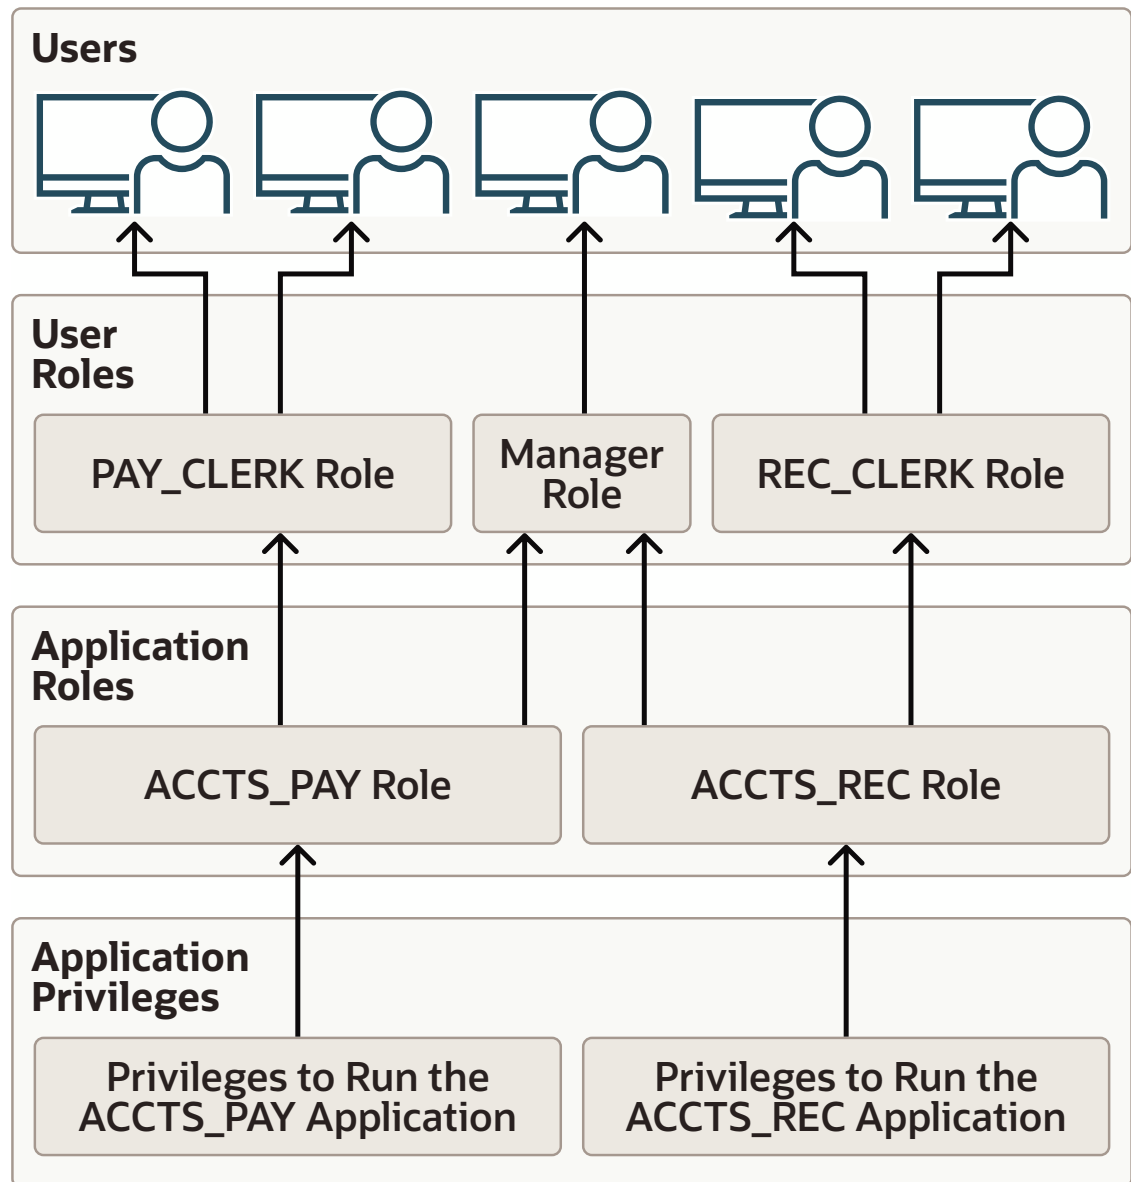 Users
User
Roles
PAY_CLERK Role
Manager
Role
REC_CLERK Role
Application
Roles
ACCTS_PAY Role
ACCTS_REC Role
Application
Privileges
Privileges to Run the
ACCTS_PAY Application
Privileges to Run the
ACCTS_REC Application